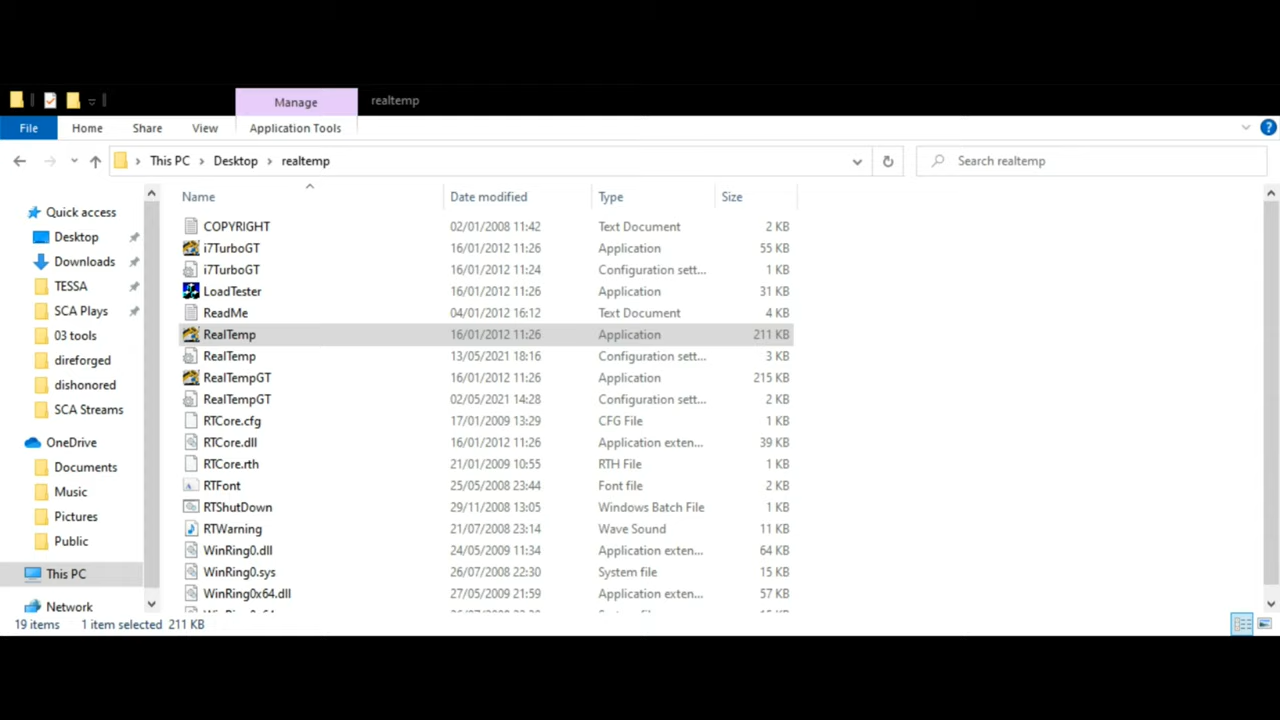 Manage realtemp
File Home Share View Application Tools
This PC Desktop realtemp Search realtemp
Name Date modified Type Size
Quick access
Desktop
Downloads
TESSA
SCA Plays
03 tools
direforged
dishonored
SCA Streams
OneDrive
Documents
Music
Pictures
Public
This PC
Network
COPYRIGHT 02/01/2008 11:42 Text Document 2 KB
i7TurboGT 16/01/2012 11:26 Application 55 KB
i7TurboGT 16/01/2012 11:24 Configuration sett... 1 KB
LoadTester 16/01/2012 11:26 Application 31 KB
ReadMe 04/01/2012 16:12 Text Document 4 KB
RealTemp 16/01/2012 11:26 Application 211 KB
RealTemp 13/05/2021 18:16 Configuration sett... 3 KB
RealTempGT 16/01/2012 11:26 Application 215 KB
RealTempGT 02/05/2021 14:28 Configuration sett... 2 KB
RTCore.cfg 17/01/2009 13:29 CFG File 1 KB
RTCore.dll 16/01/2012 11:26 Application exten... 39 KB
RTCore.rth 21/01/2009 10:55 RTH File 1 KB
RTFont 25/05/2008 23:44 Font file 2 KB
RTShutDown 29/11/2008 13:05 Windows Batch File 1 KB
RTWarning 21/07/2008 23:14 Wave Sound 11 KB
WinRing0.dll 24/05/2009 11:34 Application exten... 64 KB
WinRing0.sys 26/07/2008 22:30 System file 15 KB
WinRing0x64.dll 27/05/2009 21:59 Application exten... 57 KB
19 items 1 item selected 211 KB